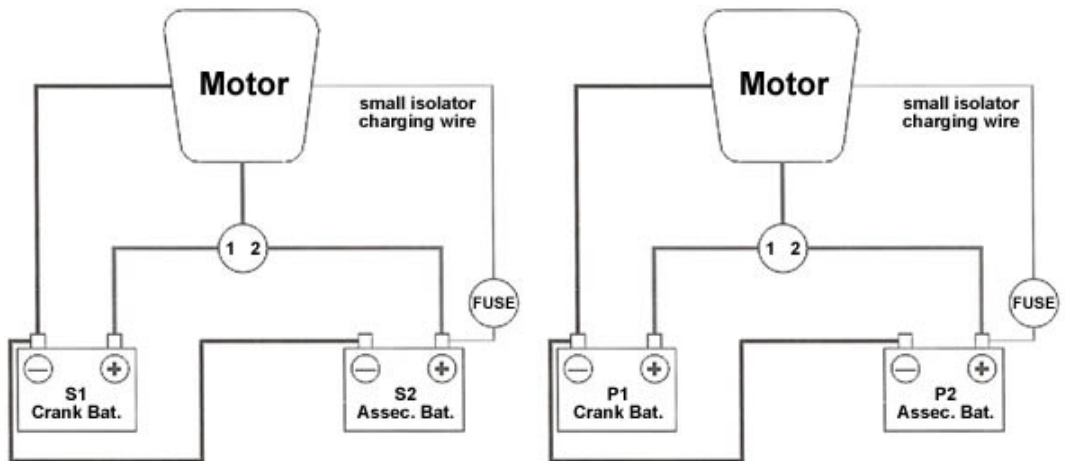 Motor
small isolator
charging wire
1 2
FUSE
S1
Crank Bat.
S2
Assec. Bat.
Motor
small isolator
charging wire
1 2
FUSE
P1
Crank Bat.
P2
Assec. Bat.